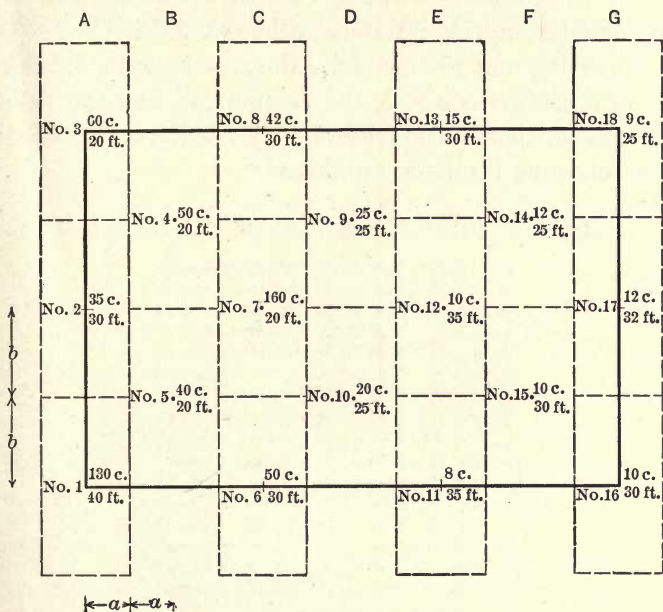 A B C D E F G
No. 3 60 c. 20 ft. No. 8 42 c. 30 ft. No.13 15 c. 30 ft. No.18 9 c. 25 ft.
No. 4 50 c. 20 ft. No. 9 25 c. 25 ft. No.14 12 c. 25 ft.
No. 2 35 c. 30 ft. No. 7 160 c. 20 ft. No.12 10 c. 35 ft. No.17 12 c. 32 ft.
b
No. 5 40 c. 20 ft. No.10 20 c. 25 ft. No.15 10 c. 30 ft.
b
No. 1 130 c. 40 ft. No. 6 50 c. 30 ft. No.11 8 c. 35 ft. No.16 10 c. 30 ft.
a a